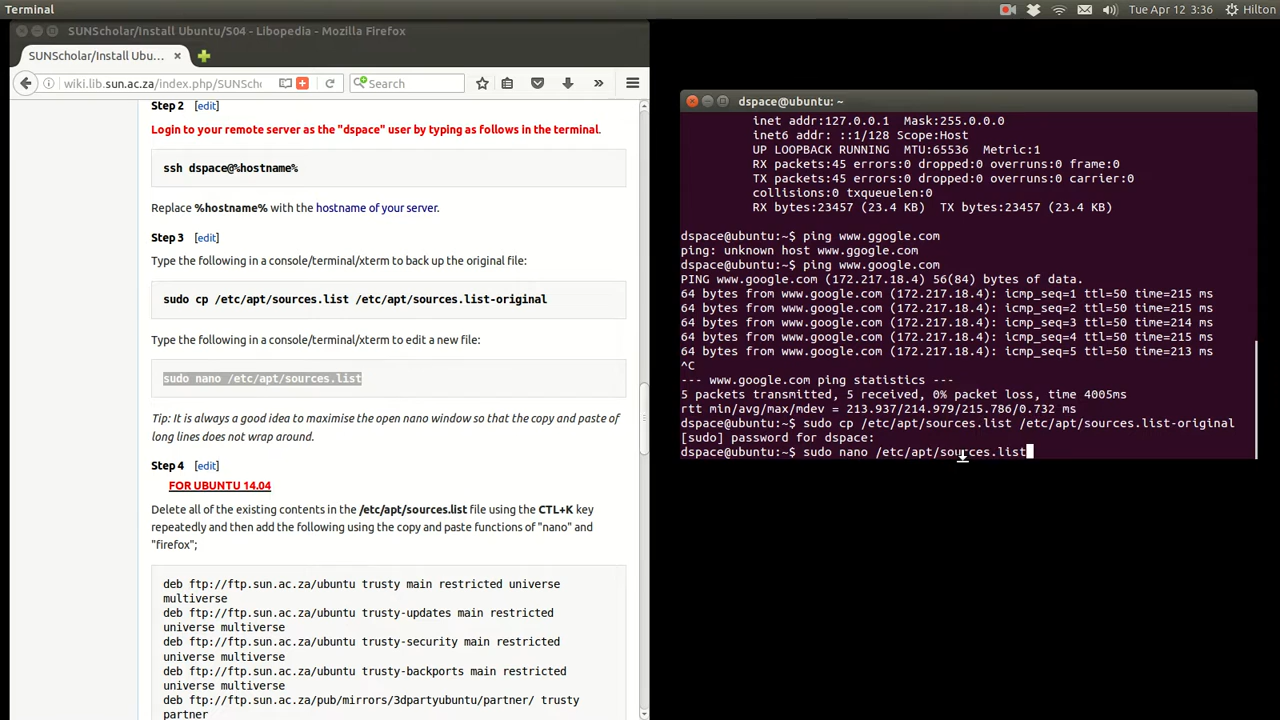 Terminal
Tue Apr 12 3:36
Hilton
SUNScholar/Install Ubuntu/S04 - Libopedia - Mozilla Firefox
SUNScholar/Install Ubu...
wiki.lib.sun.ac.za/index.php/SUNSch
Search
Step 2 [edit]
Login to your remote server as the "dspace" user by typing as follows in the terminal.
ssh dspace@%hostname%
Replace %hostname% with the hostname of your server.
Step 3 [edit]
Type the following in a console/terminal/xterm to back up the original file:
sudo cp /etc/apt/sources.list /etc/apt/sources.list-original
Type the following in a console/terminal/xterm to edit a new file:
sudo nano /etc/apt/sources.list
Tip: It is always a good idea to maximise the open nano window so that the copy and paste of
long lines does not wrap around.
Step 4 [edit]
FOR UBUNTU 14.04
Delete all of the existing contents in the /etc/apt/sources.list file using the CTL+K key
repeatedly and then add the following using the copy and paste functions of "nano" and
"firefox";
deb ftp://ftp.sun.ac.za/ubuntu trusty main restricted universe
multiverse
deb ftp://ftp.sun.ac.za/ubuntu trusty-updates main restricted
universe multiverse
deb ftp://ftp.sun.ac.za/ubuntu trusty-security main restricted
universe multiverse
deb ftp://ftp.sun.ac.za/ubuntu trusty-backports main restricted
universe multiverse
deb ftp://ftp.sun.ac.za/pub/mirrors/3dpartyubuntu/partner/ trusty
partner
dspace@ubuntu: ~
inet addr:127.0.0.1 Mask:255.0.0.0
inet6 addr: ::1/128 Scope:Host
UP LOOPBACK RUNNING MTU:65536 Metric:1
RX packets:45 errors:0 dropped:0 overruns:0 frame:0
TX packets:45 errors:0 dropped:0 overruns:0 carrier:0
collisions:0 txqueuelen:0
RX bytes:23457 (23.4 KB) TX bytes:23457 (23.4 KB)
dspace@ubuntu:~$ ping www.ggoogle.com
ping: unknown host www.ggoogle.com
dspace@ubuntu:~$ ping www.google.com
PING www.google.com (172.217.18.4) 56(84) bytes of data.
64 bytes from www.google.com (172.217.18.4): icmp_seq=1 ttl=50 time=215 ms
64 bytes from www.google.com (172.217.18.4): icmp_seq=2 ttl=50 time=215 ms
64 bytes from www.google.com (172.217.18.4): icmp_seq=3 ttl=50 time=214 ms
64 bytes from www.google.com (172.217.18.4): icmp_seq=4 ttl=50 time=215 ms
64 bytes from www.google.com (172.217.18.4): icmp_seq=5 ttl=50 time=213 ms
^C
--- www.google.com ping statistics ---
5 packets transmitted, 5 received, 0% packet loss, time 4005ms
rtt min/avg/max/mdev = 213.937/214.979/215.786/0.732 ms
dspace@ubuntu:~$ sudo cp /etc/apt/sources.list /etc/apt/sources.list-original
[sudo] password for dspace:
dspace@ubuntu:~$ sudo nano /etc/apt/sources.list